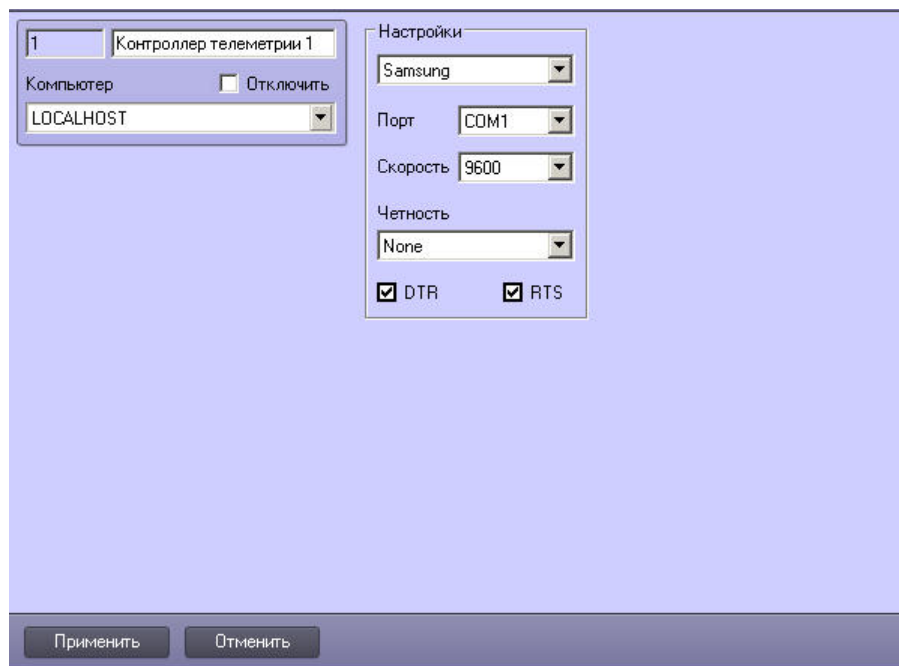 1
Контроллер телеметрии 1
Компьютер
Отключить
LOCALHOST
Настройки
Samsung
Порт
COM1
Скорость
9600
Четность
None
DTR
RTS
Применить
Отменить